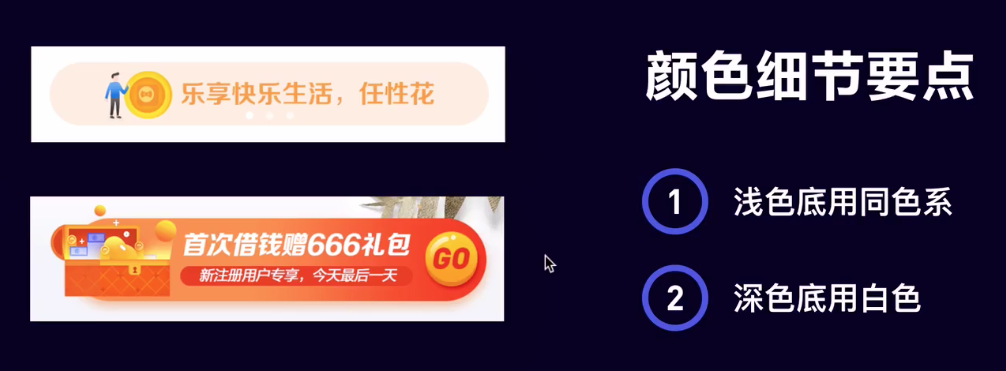 乐享快乐生活，任性花
首次借钱赠666礼包
新注册用户专享，今天最后一天
GO
颜色细节要点
1 浅色底用同色系
2 深色底用白色